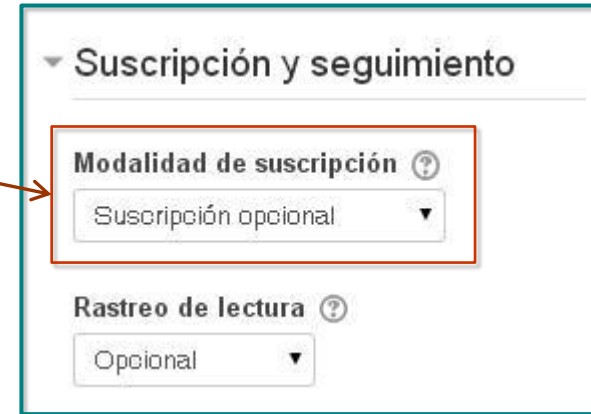 Suscripción y seguimiento
Modalidad de suscripción ?
Suscripción opcional
Rastreo de lectura ?
Opcional